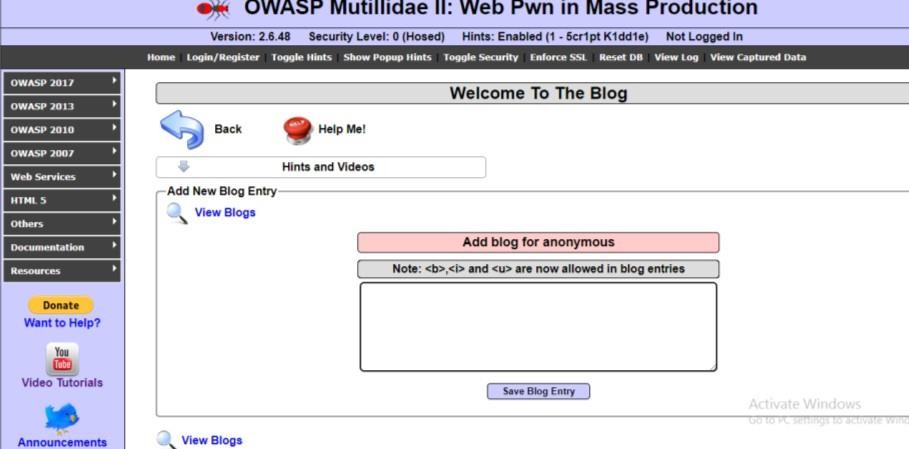 OWASP Mutillidae II: Web Pwn in Mass Production
Version: 2.6.48 Security Level: 0 (Hosed) Hints: Enabled (1 - 5cr1pt K1dd1e) Not Logged In
Home | Login/Register | Toggle Hints | Show Popup Hints | Toggle Security | Enforce SSL | Reset DB | View Log | View Captured Data
OWASP 2017
OWASP 2013
OWASP 2010
OWASP 2007
Web Services
HTML 5
Others
Documentation
Resources
Donate
Want to Help?
You
Tube
Video Tutorials
Announcements
Welcome To The Blog
Back
HELP
Help Me!
Hints and Videos
Add New Blog Entry
View Blogs
Add blog for anonymous
Note: <b>,<i> and <u> are now allowed in blog entries
Save Blog Entry
Activate Windows
Go to PC settings to activate Wind
View Blogs